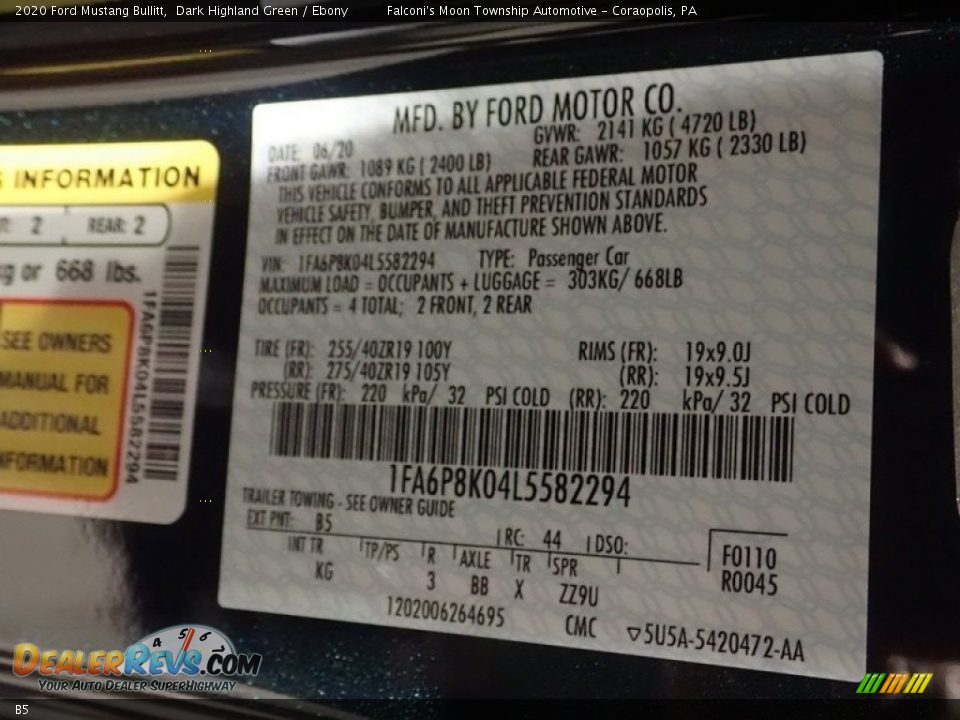 2020 Ford Mustang Bullitt,  Dark Highland Green / Ebony    Falconi's Moon Township Automotive - Coraopolis, PA
INFORMATION
2 REAR: 2
or 668 lbs.
SEE OWNERS
MANUAL FOR
ADDITIONAL
INFORMATION
1FA6P8K04L5582294
MFD. BY FORD MOTOR CO.
DATE: 06/20 GVWR: 2141 KG ( 4720 LB)
FRONT GAWR: 1089 KG ( 2400 LB) REAR GAWR: 1057 KG ( 2330 LB)
THIS VEHICLE CONFORMS TO ALL APPLICABLE FEDERAL MOTOR
VEHICLE SAFETY, BUMPER, AND THEFT PREVENTION STANDARDS
IN EFFECT ON THE DATE OF MANUFACTURE SHOWN ABOVE.
VIN: 1FA6P8K04L5582294 TYPE: Passenger Car
MAXIMUM LOAD = OCCUPANTS + LUGGAGE = 303KG/ 668LB
OCCUPANTS = 4 TOTAL; 2 FRONT, 2 REAR
TIRE (FR): 255/40ZR19 100Y RIMS (FR): 19x9.0J
(RR): 275/40ZR19 105Y (RR): 19x9.5J
PRESSURE (FR): 220 kPa/ 32 PSI COLD (RR): 220 kPa/ 32 PSI COLD
1FA6P8K04L5582294
TRAILER TOWING - SEE OWNER GUIDE
EXT PNT: B5 RC: 44 DSO:
INT TR TP/PS R AXLE TR SPR
KG 3 BB X ZZ9U
F0110
R0045
1202006264695 CMC 5U5A-5420472-AA
4 5 6
DEALERREVS.COM
YOUR AUTO DEALER SUPERHIGHWAY
B5